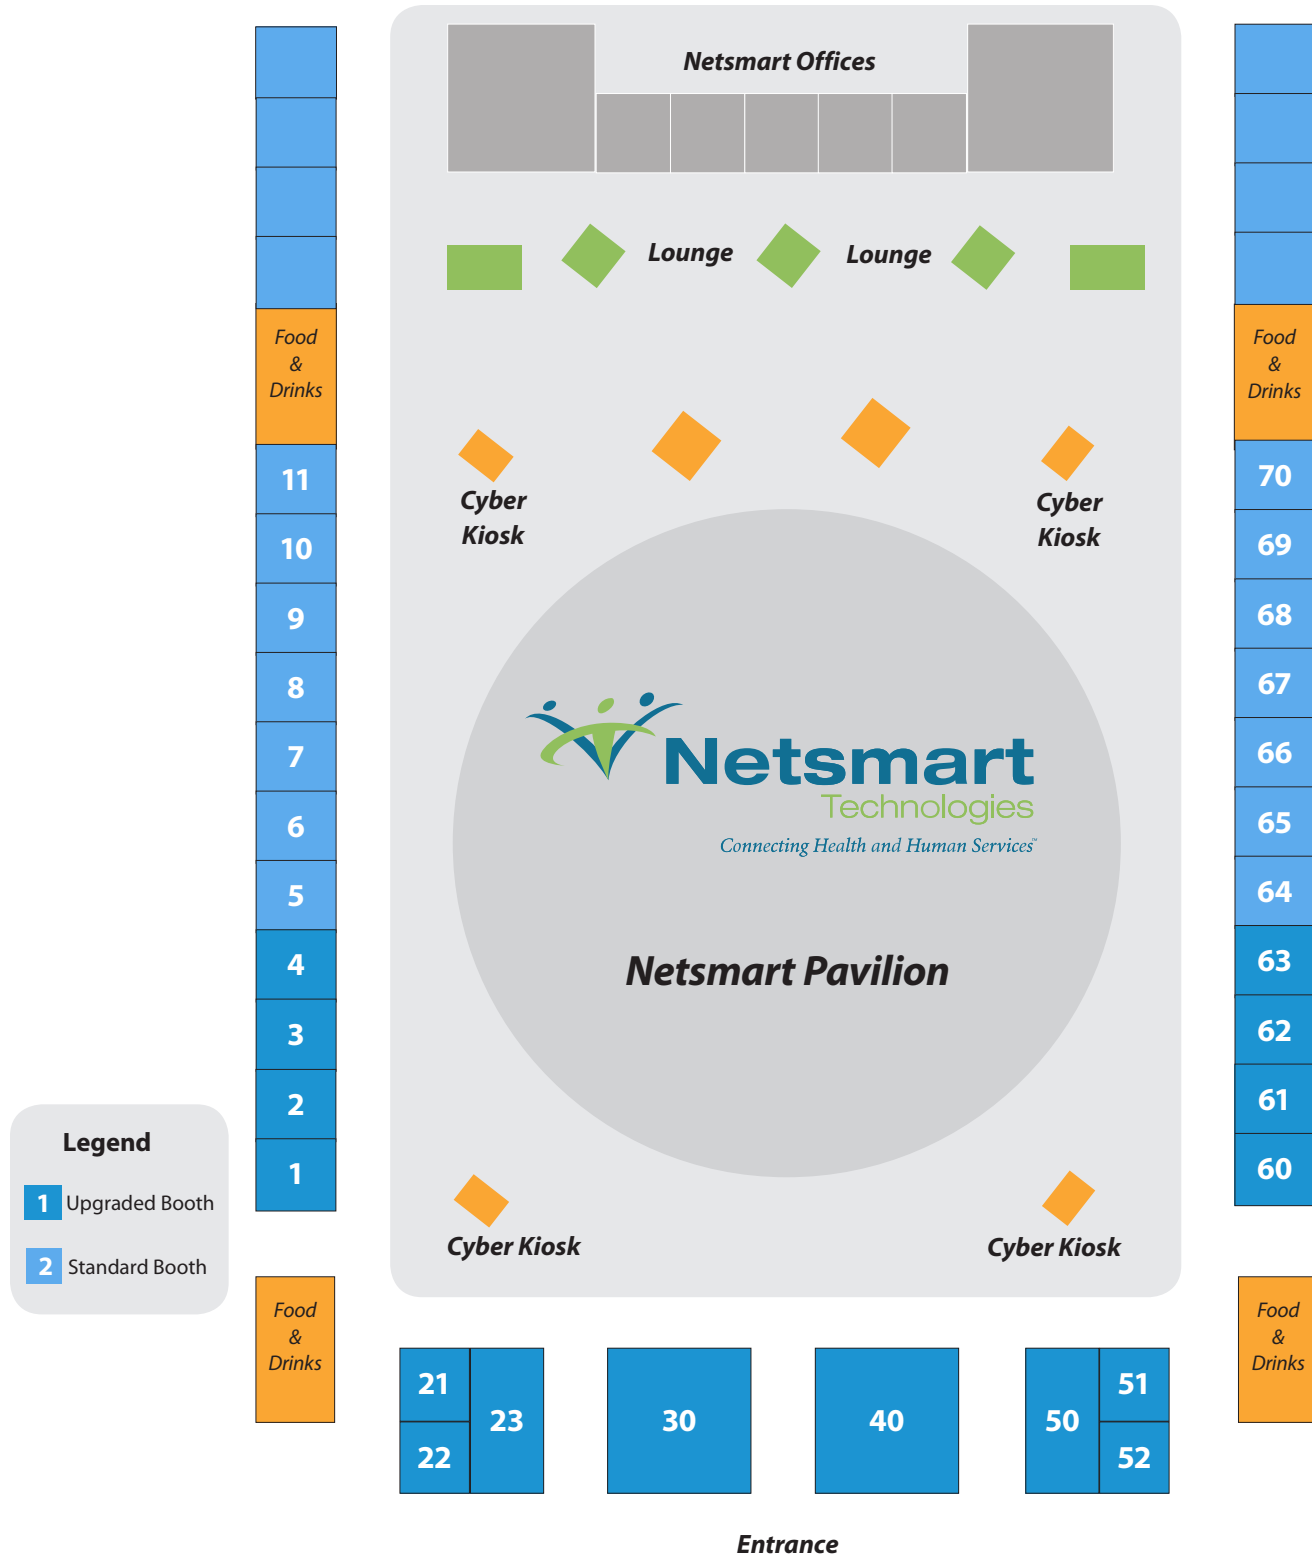 Netsmart Offices
Lounge
Lounge
Food
&
Drinks
Food
&
Drinks
11
10
9
8
7
6
5
4
3
2
1
Cyber
Kiosk
Cyber
Kiosk
70
69
68
67
66
65
64
63
62
61
60
Netsmart
Technologies
Connecting Health and Human Services™
Netsmart Pavilion
Legend
1 Upgraded Booth
2 Standard Booth
Cyber Kiosk
Cyber Kiosk
Food
&
Drinks
Food
&
Drinks
21
22
23
30
40
50
51
52
Entrance